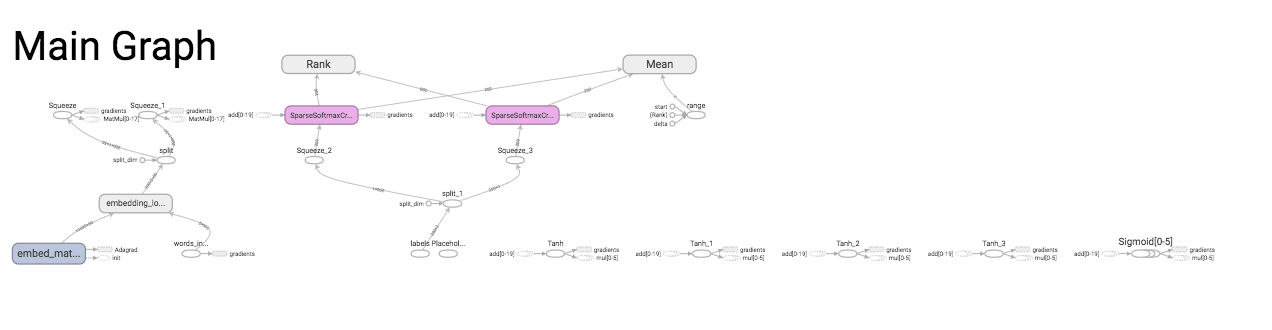 Main Graph
Rank
Mean
Squeeze
gradients
MatMul[0-17]
Squeeze_1
gradients
MatMul[0-17]
add[0-19]
SparseSoftmaxCr...
gradients
add[0-19]
SparseSoftmaxCr...
gradients
start
(Rank)
delta
range
split
split_dim
Squeeze_2
Squeeze_3
embedding_lo...
split_1
split_dim
embed_mat...
Adagrad
init
words_in...
gradients
labels
Placehol...
Tanh
add[0-19]
gradients
mul[0-5]
Tanh_1
add[0-19]
gradients
mul[0-5]
Tanh_2
add[0-19]
gradients
mul[0-5]
Tanh_3
add[0-19]
gradients
mul[0-5]
Sigmoid[0-5]
add[0-19]
gradients
mul[0-5]